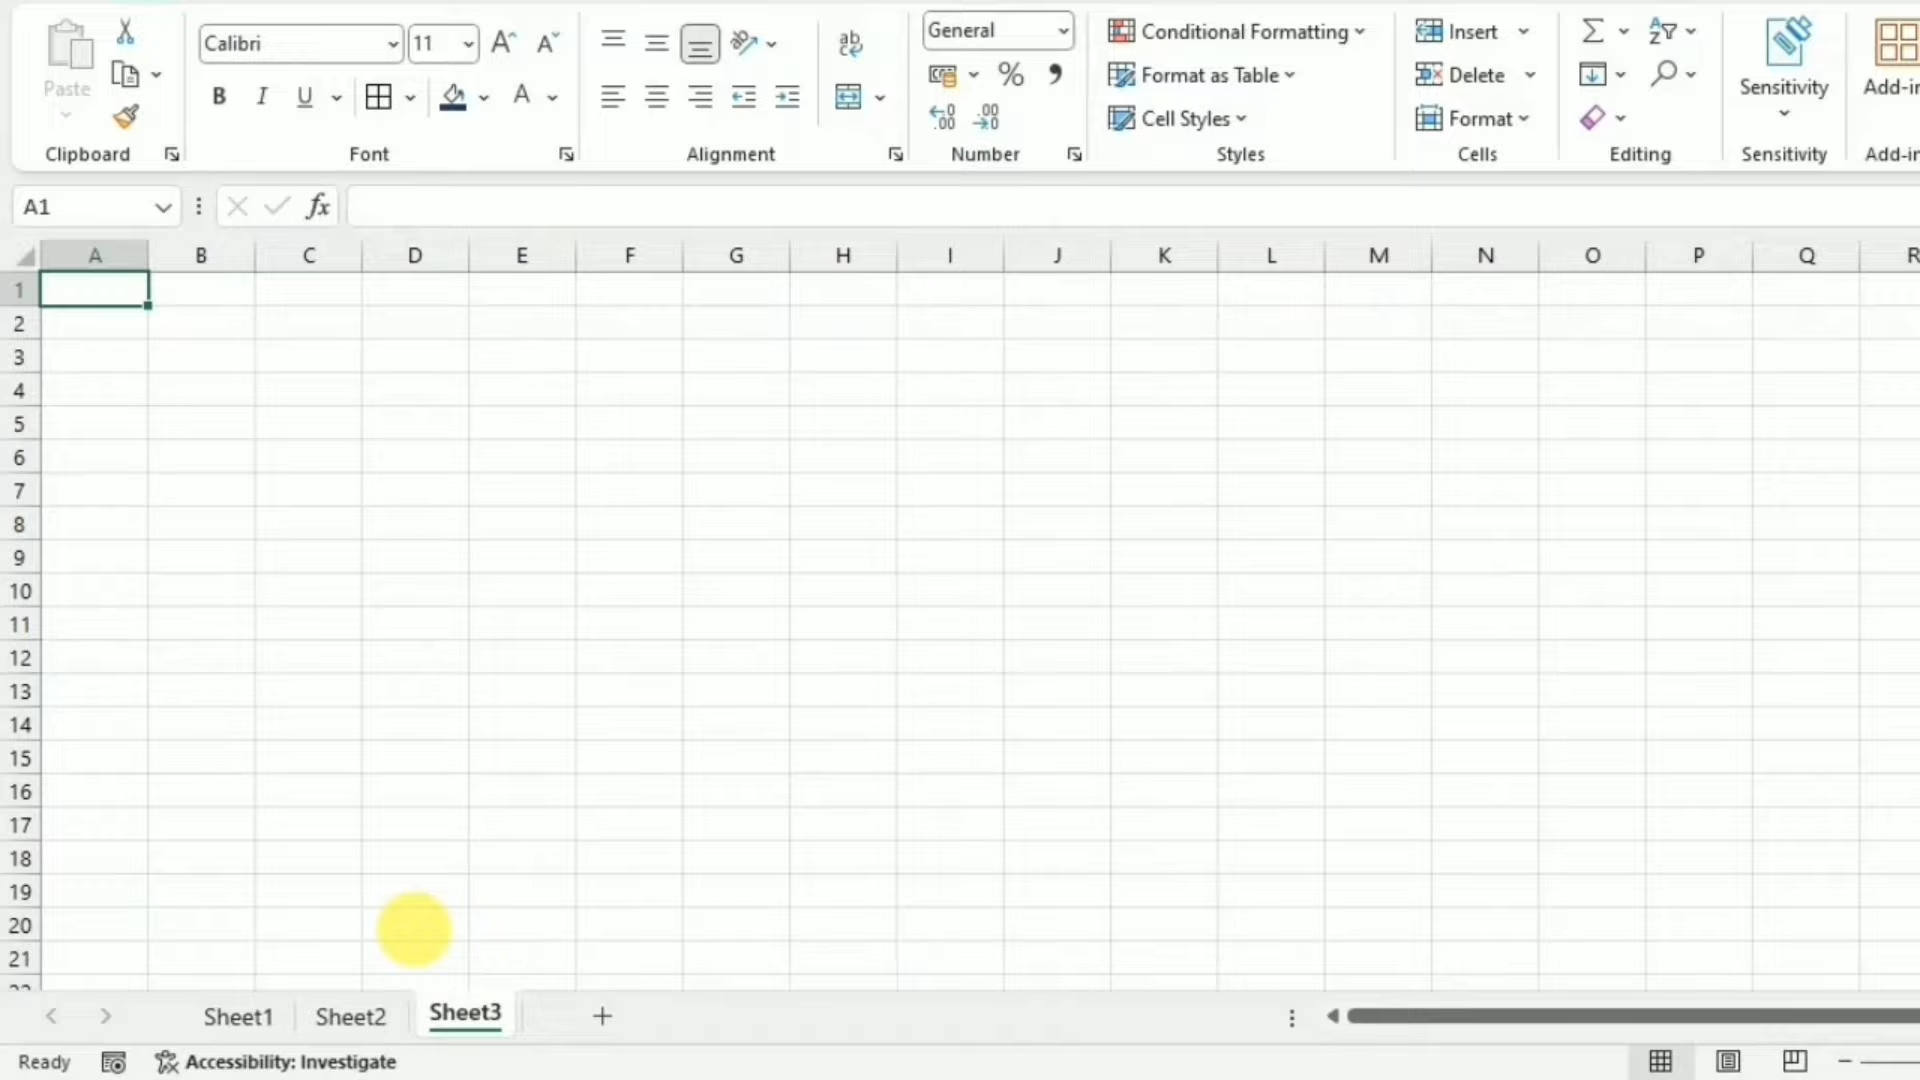 Paste
Clipboard
Calibri
11
B I U A
Font
ab
Alignment
General
%
Number
Conditional Formatting
Format as Table
Cell Styles
Styles
Insert
Delete
Format
Cells
Editing
Sensitivity
Sensitivity
Add-in
Add-in
A1
fx
A B C D E F G H I J K L M N O P Q R
1
2
3
4
5
6
7
8
9
10
11
12
13
14
15
16
17
18
19
20
21
Sheet1 Sheet2 Sheet3
Ready Accessibility: Investigate